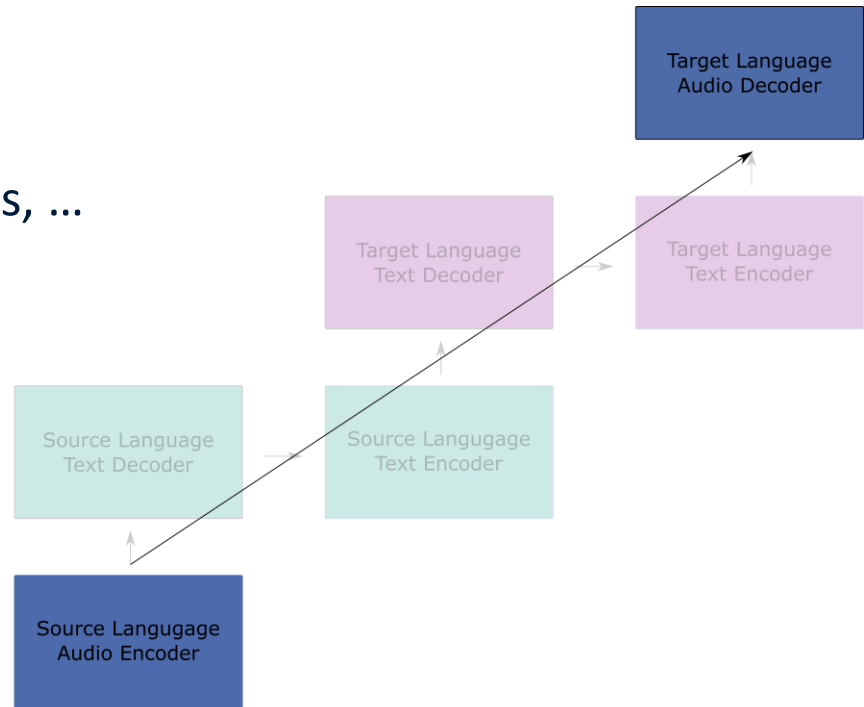 Target Language
Audio Decoder
s, ...
Target Language
Text Decoder
Target Language
Text Encoder
Source Language
Text Decoder
Source Langugage
Text Encoder
Source Langugage
Audio Encoder